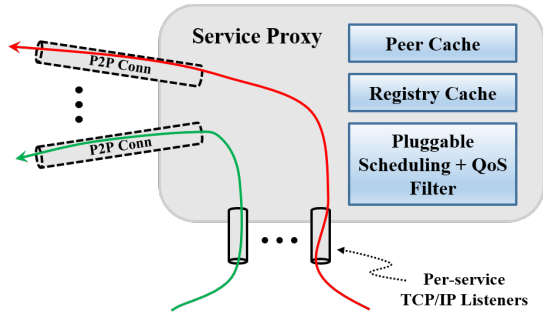 Service Proxy
Peer Cache
Registry Cache
Pluggable
Scheduling + QoS
Filter
P2P Conn
P2P Conn
Per-service
TCP/IP Listeners